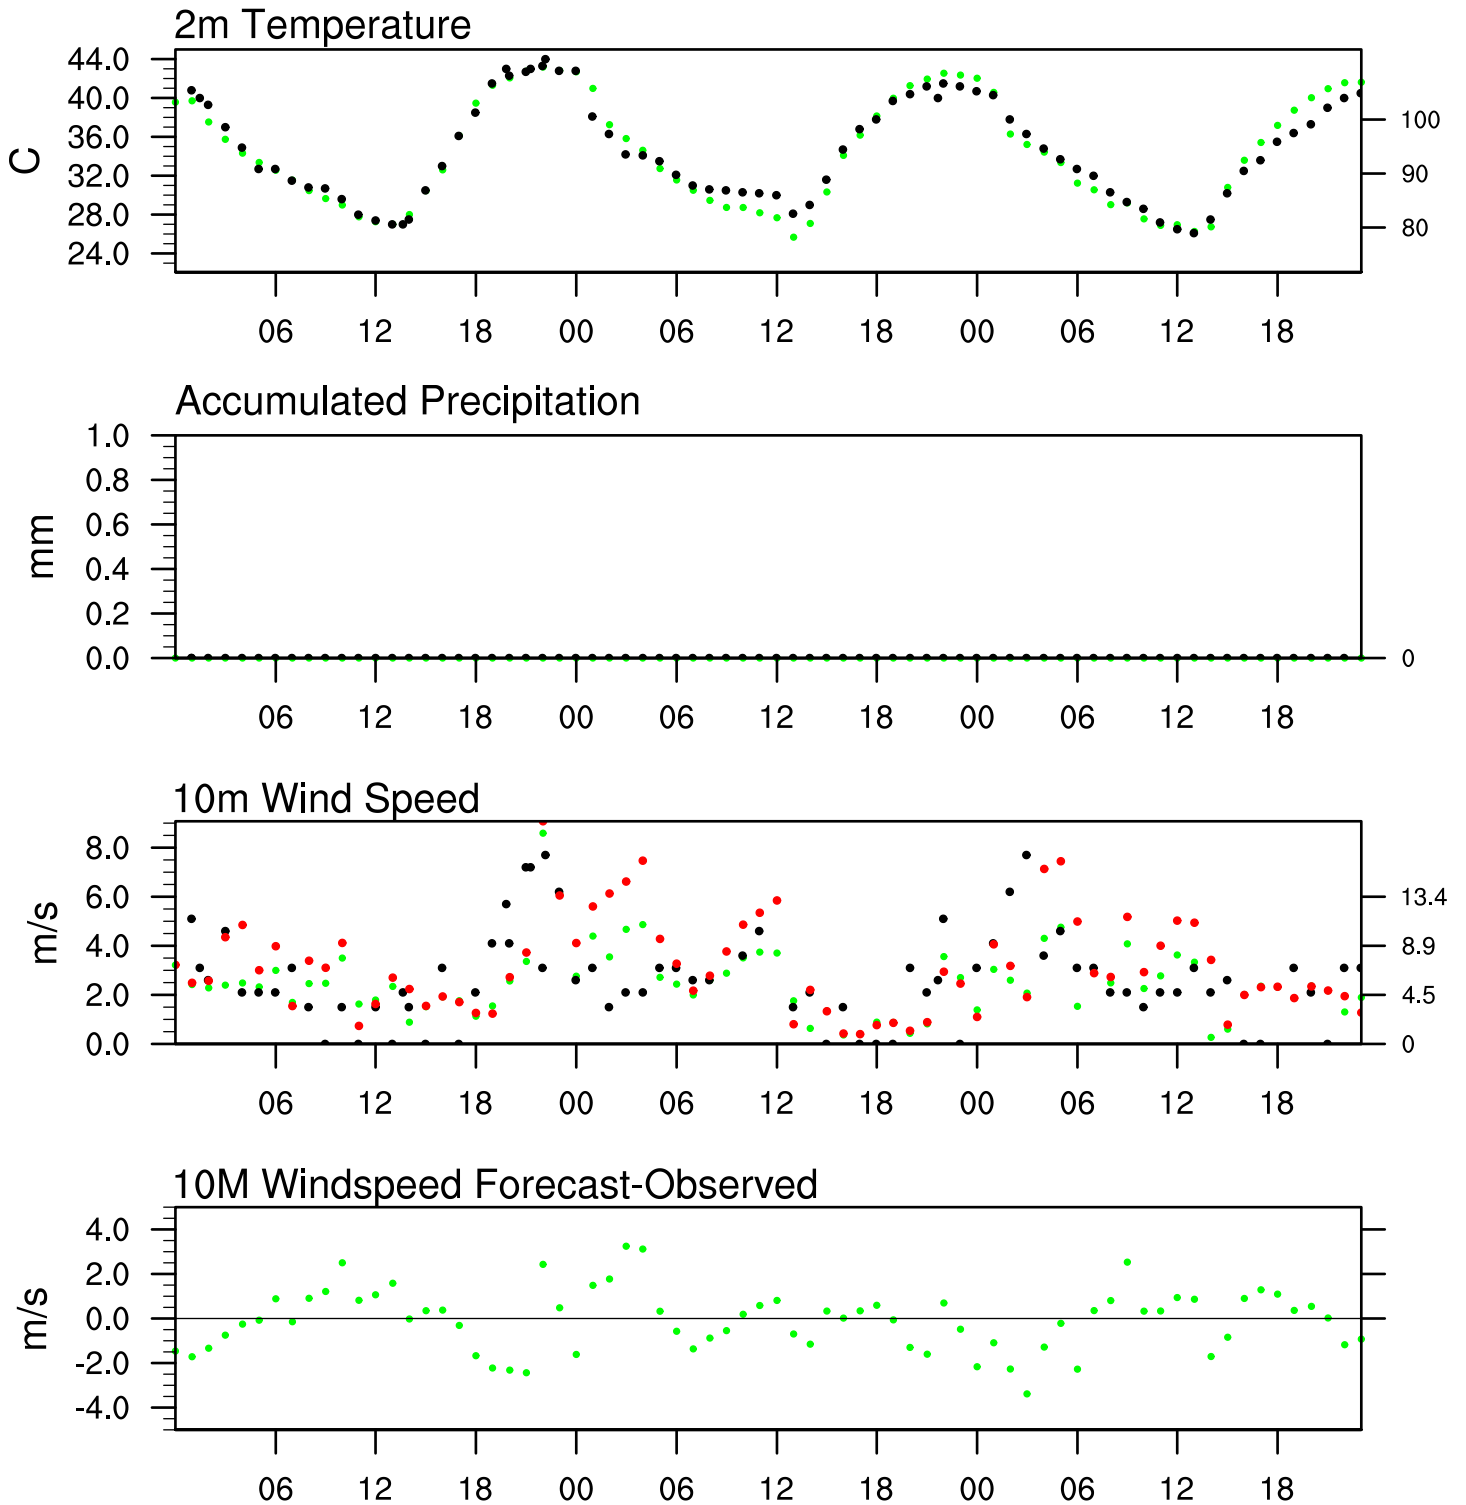 2m Temperature
44.0
40.0
36.0
32.0
28.0
24.0
C
100
90
80
06 12 18 00 06 12 18 00 06 12 18
Accumulated Precipitation
1.0
0.8
0.6
0.4
0.2
0.0
mm
0
06 12 18 00 06 12 18 00 06 12 18
10m Wind Speed
8.0
6.0
4.0
2.0
0.0
m/s
13.4
8.9
4.5
0
06 12 18 00 06 12 18 00 06 12 18
10M Windspeed Forecast-Observed
4.0
2.0
0.0
-2.0
-4.0
m/s
06 12 18 00 06 12 18 00 06 12 18